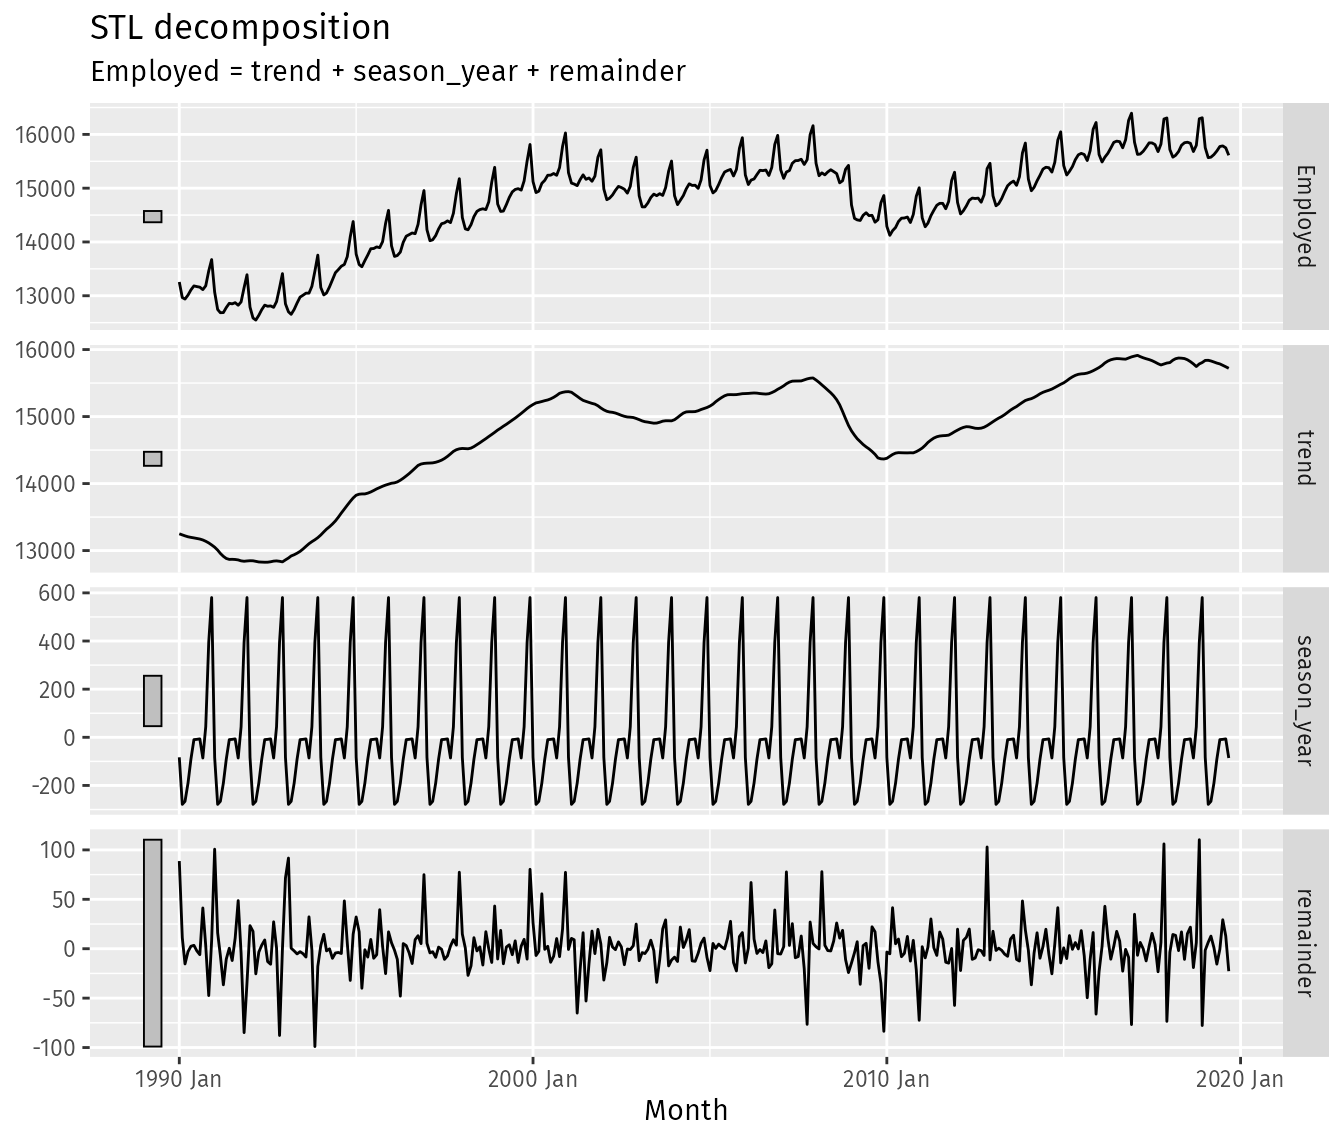 STL decomposition
Employed = trend + season_year + remainder
16000
15000
14000
13000
Employed
16000
15000
14000
13000
trend
600
400
200
0
-200
season_year
100
50
0
-50
-100
remainder
1990 Jan 2000 Jan 2010 Jan 2020 Jan
Month